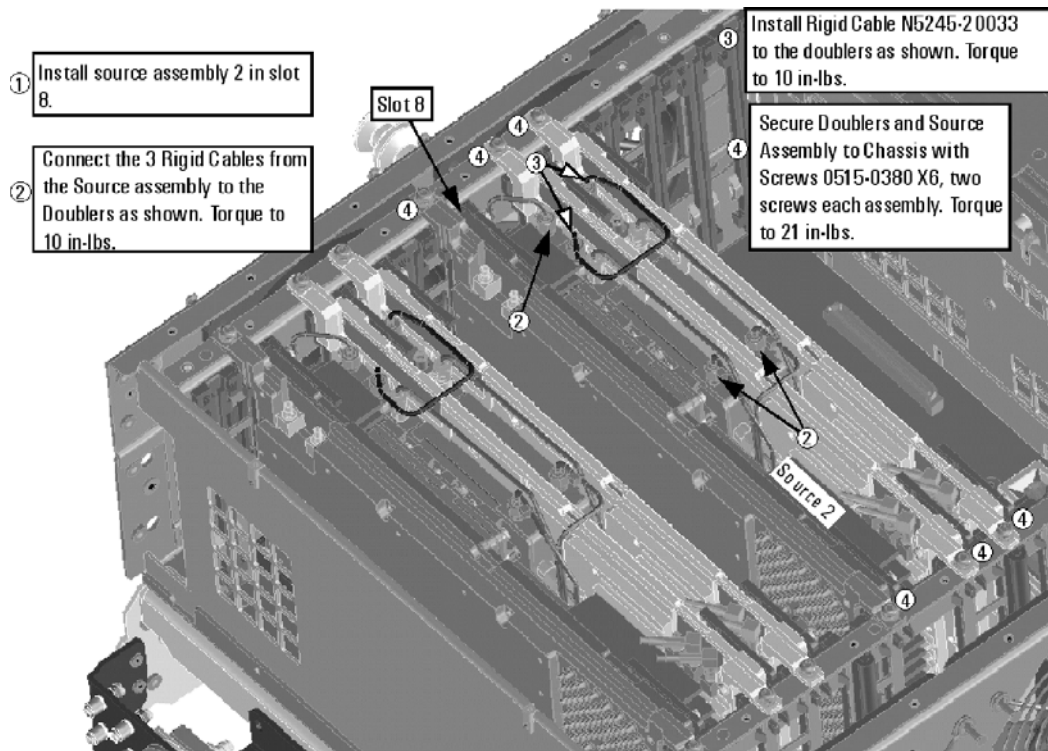 ① Install source assembly 2 in slot
8.
② Connect the 3 Rigid Cables from
the Source assembly to the
Doublers as shown. Torque to
10 in-lbs.
Slot 8
③ Install Rigid Cable N5245-20033
to the doublers as shown. Torque
to 10 in-lbs.
④ Secure Doublers and Source
Assembly to Chassis with
Screws 0515-0380 X6, two
screws each assembly. Torque
to 21 in-lbs.
④
④
③
④
②
②
Source 2
④
④
④